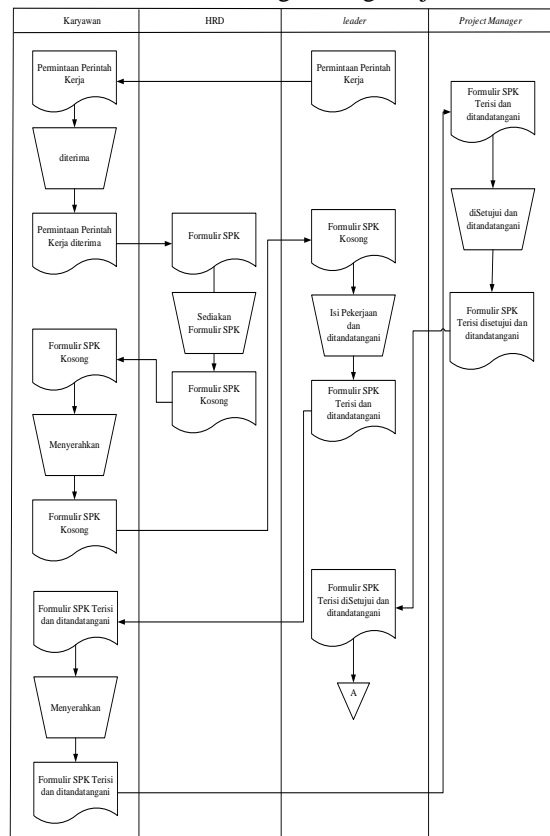 Karyawan
HRD
leader
Project Manager
Permintaan Perintah
Kerja
Permintaan Perintah
Kerja
Formulir SPK
Terisi dan
ditandatangani
diterima
diSetujui dan
ditandatangani
Permintaan Perintah
Kerja diterima
Formulir SPK
Formulir SPK
Kosong
Sediakan
Formulir SPK
Isi Pekerjaan
dan
ditandatangani
Formulir SPK
Terisi disetujui dan
ditandatangani
Formulir SPK
Kosong
Formulir SPK
Kosong
Formulir SPK
Terisi dan
ditandatangani
Menyerahkan
Formulir SPK
Kosong
Formulir SPK Terisi
dan ditandatangani
Formulir SPK
Terisi diSetujui dan
ditandatangani
Menyerahkan
A
Formulir SPK Terisi
dan ditandatangani